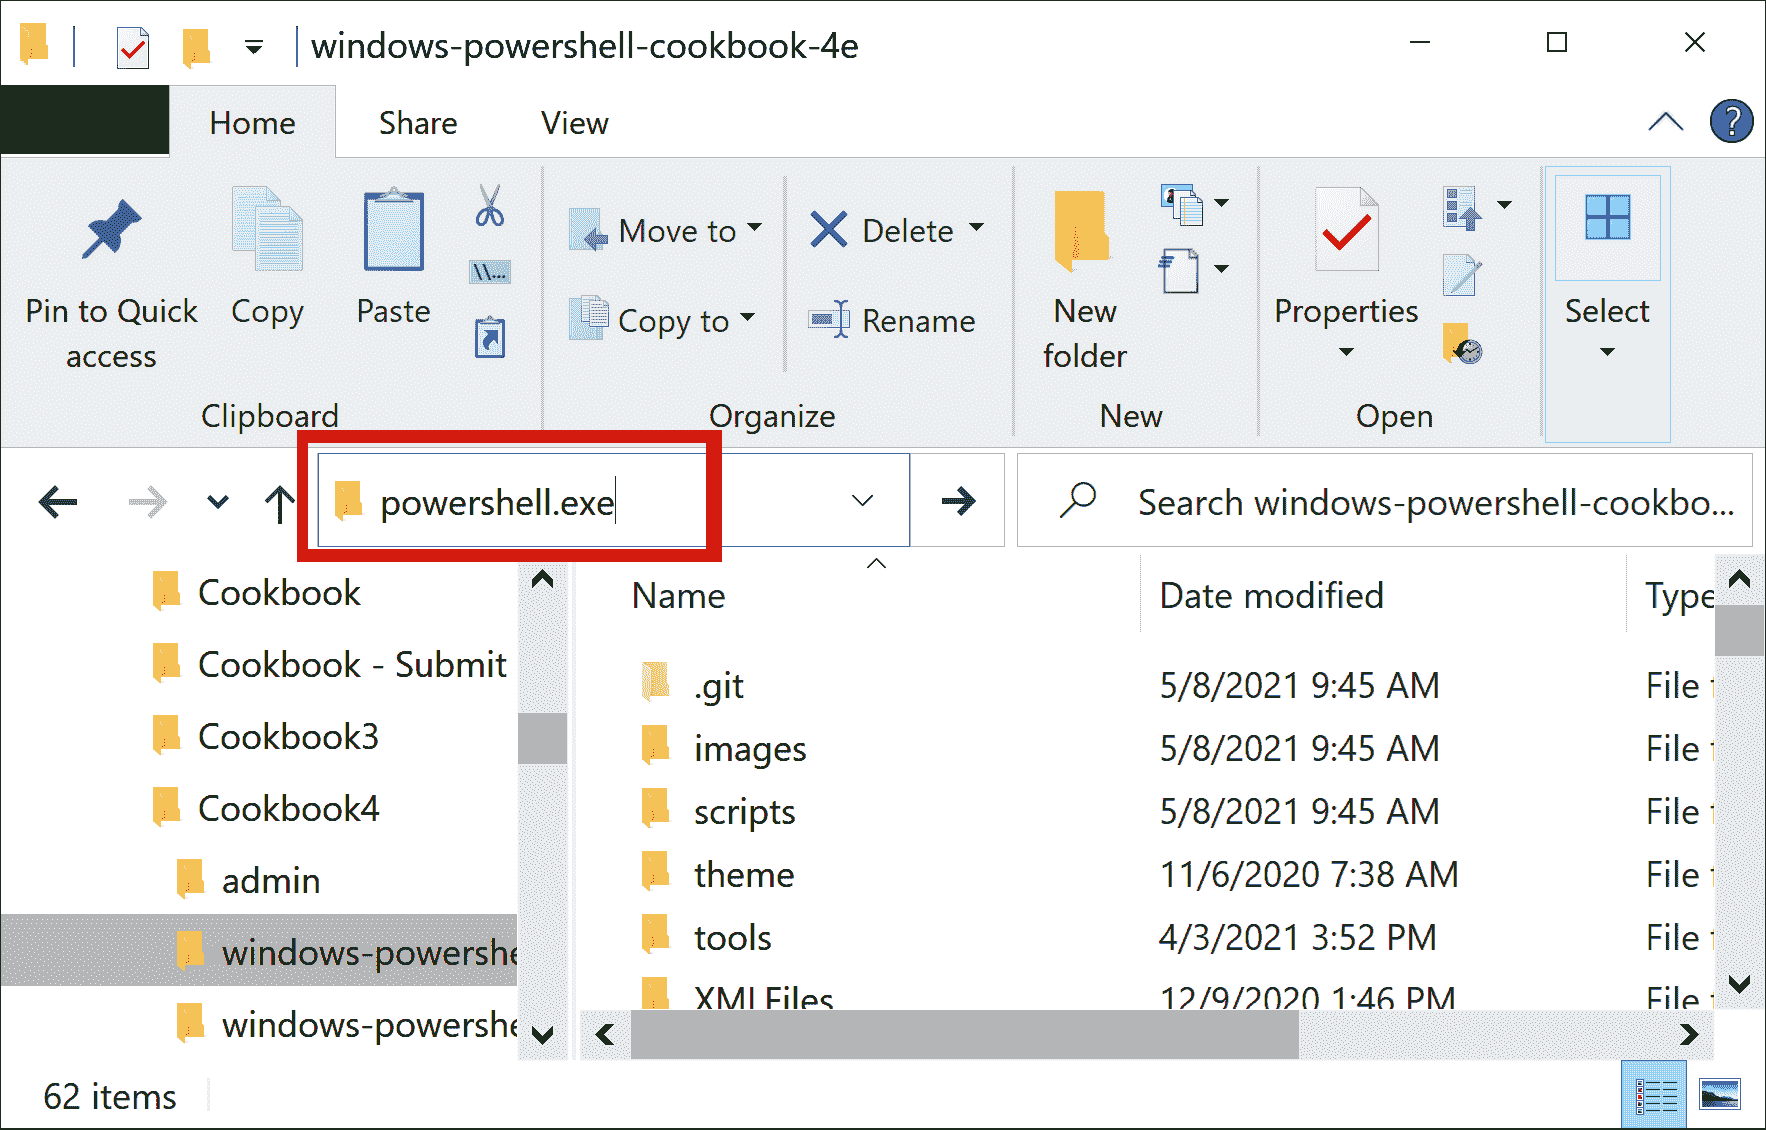 windows-powershell-cookbook-4e
Home Share View
Pin to Quick access
Copy
Paste
\\...
Clipboard
Move to
Copy to
Delete
Rename
Organize
New folder
New
Properties
Open
Select
powershell.exe
Search windows-powershell-cookbo...
Cookbook
Cookbook - Submit
Cookbook3
Cookbook4
admin
windows-powershe
windows-powershe
Name Date modified Type
.git 5/8/2021 9:45 AM File
images 5/8/2021 9:45 AM File
scripts 5/8/2021 9:45 AM File
theme 11/6/2020 7:38 AM File
tools 4/3/2021 3:52 PM File
XMLFiles 12/9/2020 1:46 PM File
62 items